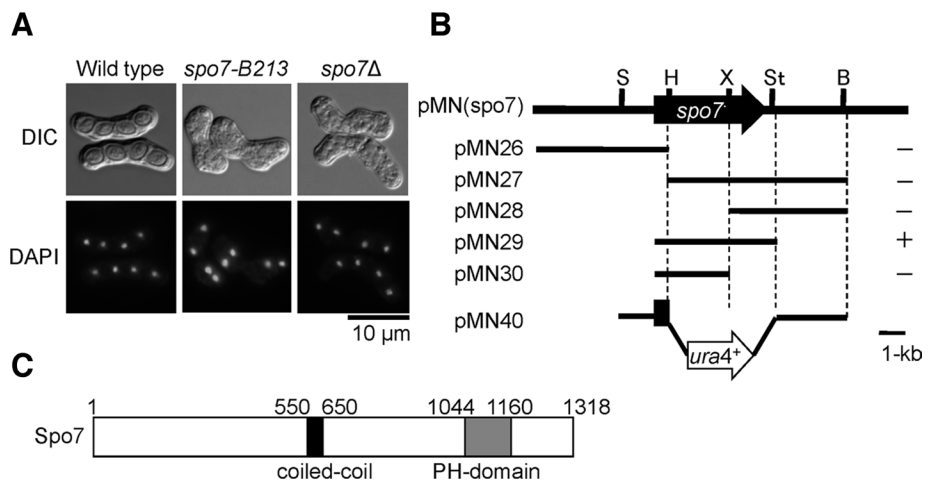 A
Wild type spo7-B213 spo7Δ
DIC
DAPI
10 µm
B
S H X St B
pMN(spo7) spo7-
pMN26 –
pMN27 –
pMN28 –
pMN29 +
pMN30 –
pMN40
ura4+
1-kb
C
1 550 650 1044 1160 1318
Spo7
coiled-coil PH-domain